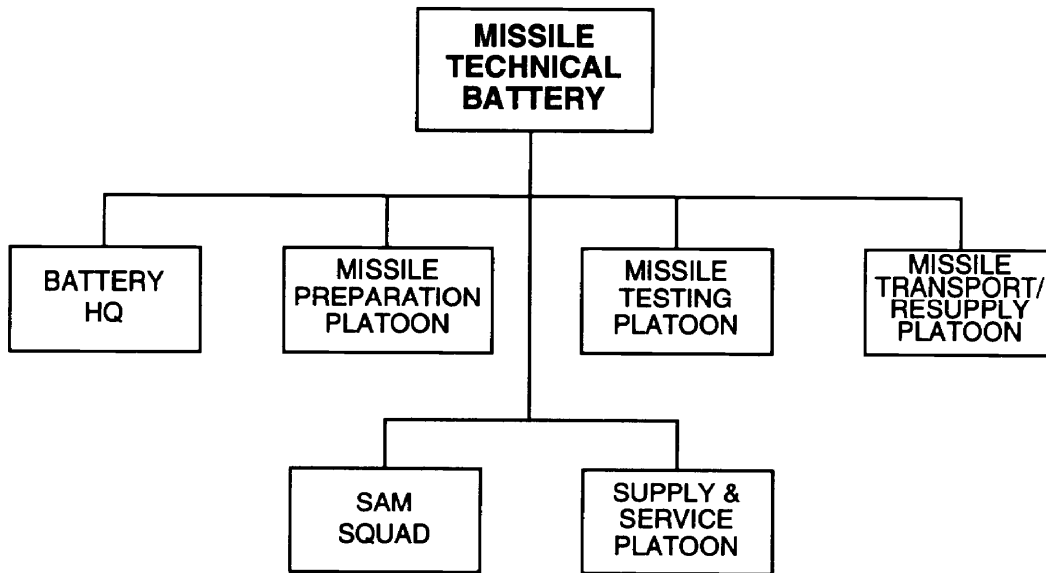 MISSILE
TECHNICAL
BATTERY
BATTERY
HQ
MISSILE
PREPARATION
PLATOON
MISSILE
TESTING
PLATOON
MISSILE
TRANSPORT/
RESUPPLY
PLATOON
SAM
SQUAD
SUPPLY &
SERVICE
PLATOON